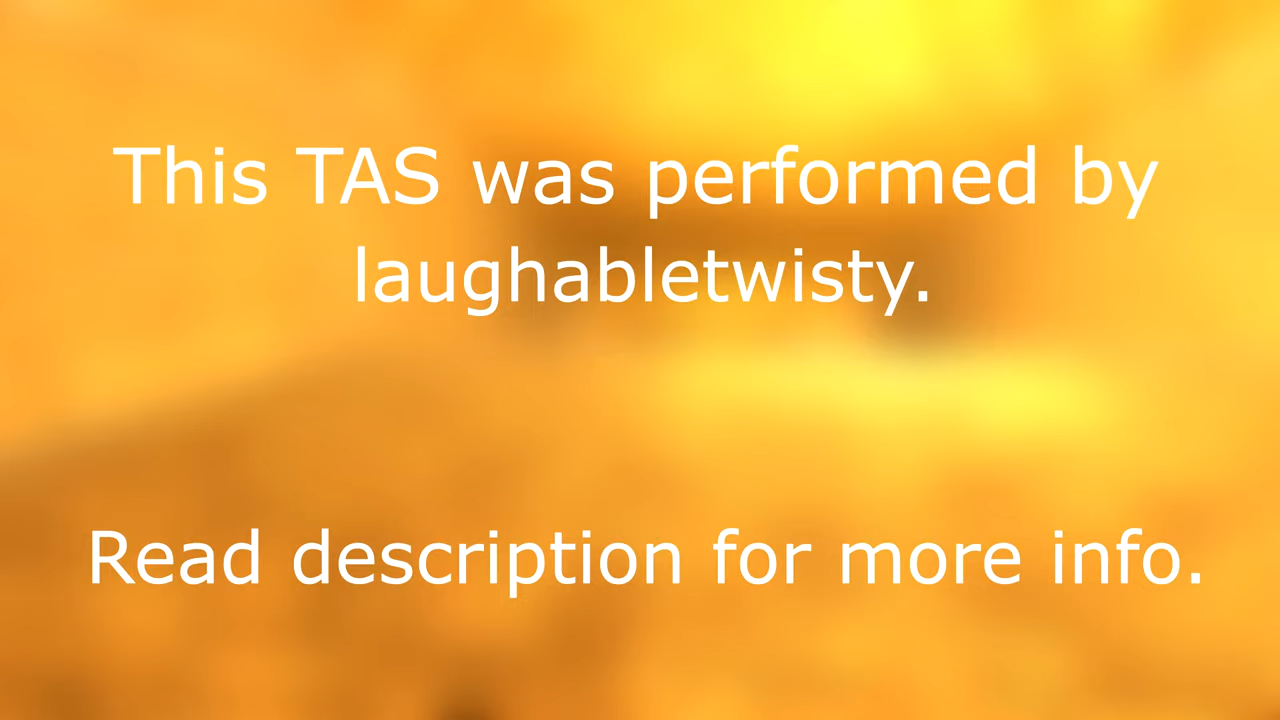 This TAS was performed by
laughabletwisty.
Read description for more info.